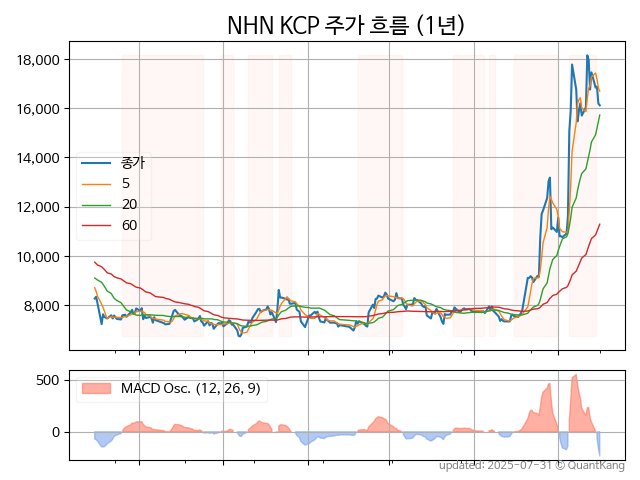 NHN KCP 주가 흐름 (1년)
18,000
16,000
14,000
12,000
10,000
8,000
종가
5
20
60
500
0
MACD Osc. (12, 26, 9)
updated: 2025-07-31 © QuantKang